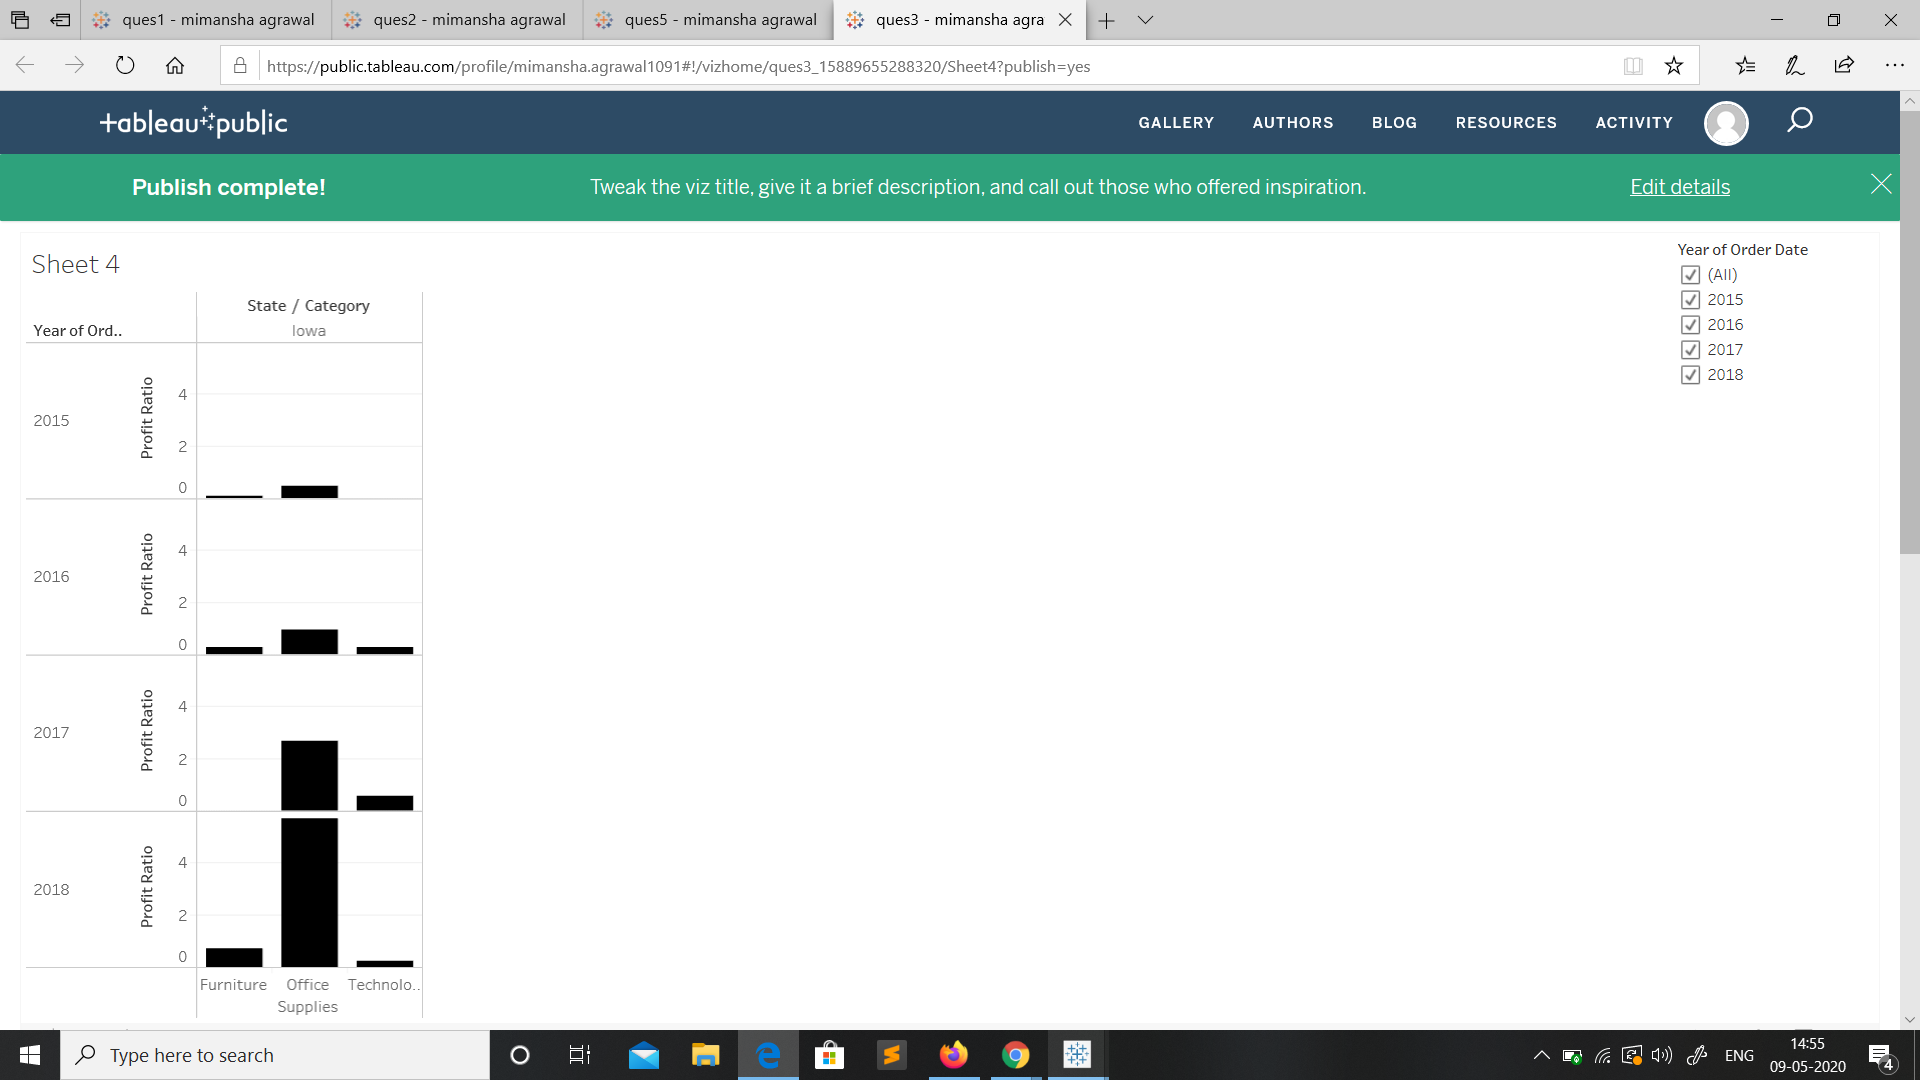 ques1 - mimansha agrawal
ques2 - mimansha agrawal
ques5 - mimansha agrawal
ques3 - mimansha agra
https://public.tableau.com/profile/mimansha.agrawal1091#!/vizhome/ques3_15889655288320/Sheet4?publish=yes
tableau public
GALLERY AUTHORS BLOG RESOURCES ACTIVITY
Publish complete! Tweak the viz title, give it a brief description, and call out those who offered inspiration. Edit details
Sheet 4
State / Category
Year of Ord.. Iowa
2015
Profit Ratio
4
2
0
2016
Profit Ratio
4
2
0
2017
Profit Ratio
4
2
0
2018
Profit Ratio
4
2
0
Furniture Office Technolo..
Supplies
Year of Order Date
(All)
2015
2016
2017
2018
Type here to search
ENG
14:55
09-05-2020
4